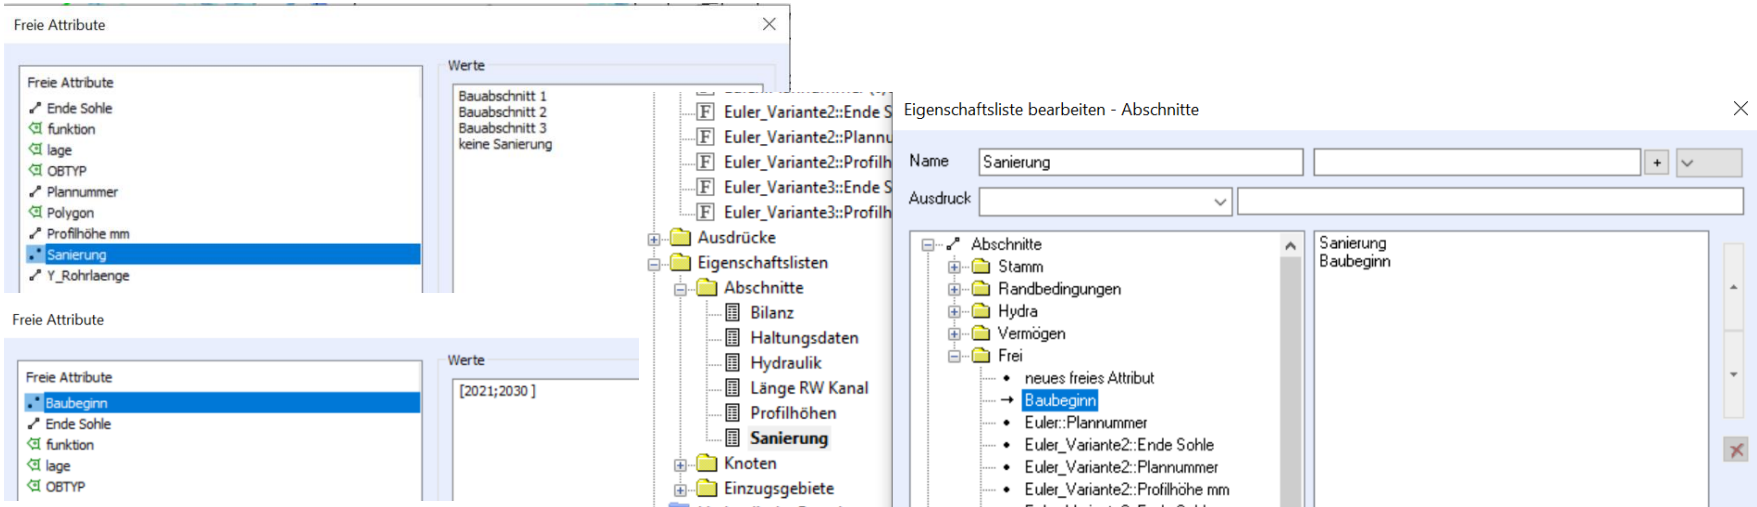 Freie Attribute
Freie Attribute
Ende Sohle
funktion
lage
OBTYP
Plannummer
Polygon
Profilhöhe mm
Sanierung
Y_Rohrlaenge
Werte
Bauabschnitt 1
Bauabschnitt 2
Bauabschnitt 3
keine Sanierung
Freie Attribute
Freie Attribute
Baubeginn
Ende Sohle
funktion
lage
OBTYP
Werte
[2021;2030 ]
Euler_Variante2::Ende S
Euler_Variante2::Plannu
Euler_Variante2::Profilh
Euler_Variante3::Ende S
Euler_Variante3::Profilh
Ausdrücke
Eigenschaftslisten
Abschnitte
Bilanz
Haltungsdaten
Hydraulik
Länge RW Kanal
Profilhöhen
Sanierung
Knoten
Einzugsgebiete
Eigenschaftsliste bearbeiten - Abschnitte
Name Sanierung +
Ausdruck
Abschnitte
Stamm
Randbedingungen
Hydra
Vermögen
Frei
neues freies Attribut
Baubeginn
Euler::Plannummer
Euler_Variante2::Ende Sohle
Euler_Variante2::Plannummer
Euler_Variante2::Profilhöhe mm
Sanierung
Baubeginn